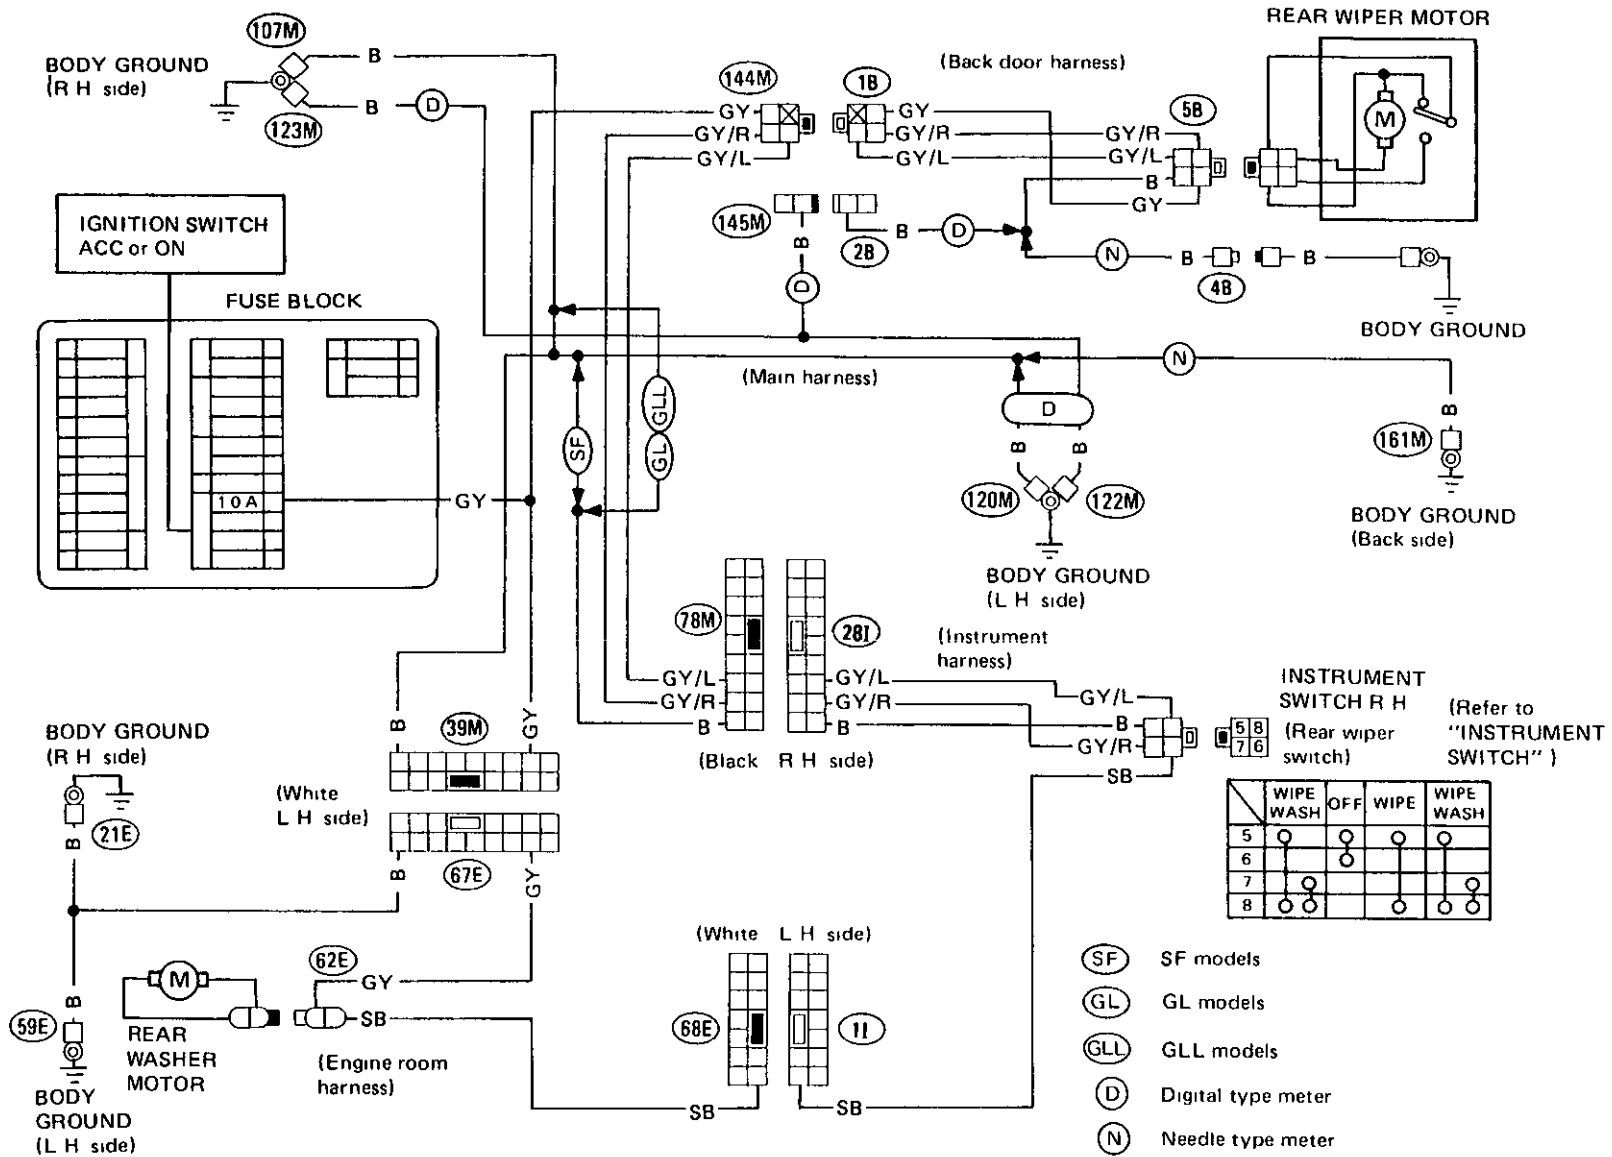 REAR WIPER MOTOR
107M
B
BODY GROUND
(R H side)
B
D
123M
(Back door harness)
144M
1B
GY
GY
5B
GY/R
GY/R
GY/R
GY/L
GY/L
GY/L
B
GY
M
145M
B
2B
B
D
N
B
4B
B
BODY GROUND
D
IGNITION SWITCH
ACC or ON
FUSE BLOCK
10A
GY
(Main harness)
N
SF
GLL
GL
D
B
B
120M
122M
BODY GROUND
(L H side)
B
161M
BODY GROUND
(Back side)
78M
28I
(Instrument
harness)
GY/L
GY/L
GY/L
GY/R
GY/R
B
B
B
GY/R
SB
(Black R H side)
INSTRUMENT
SWITCH R H
(Rear wiper
switch)
(Refer to
"INSTRUMENT
SWITCH" )
5 8
7 6
WIPE WASH OFF WIPE WIPE WASH
5
6
7
8
BODY GROUND
(R H side)
B
39M
GY
(White
L H side)
21E
B
67E
B
GY
B
59E
BODY
GROUND
(L H side)
M
REAR
WASHER
MOTOR
62E
GY
SB
(Engine room
harness)
(White L H side)
68E
1I
SB
SB
SF SF models
GL GL models
GLL GLL models
D Digital type meter
N Needle type meter